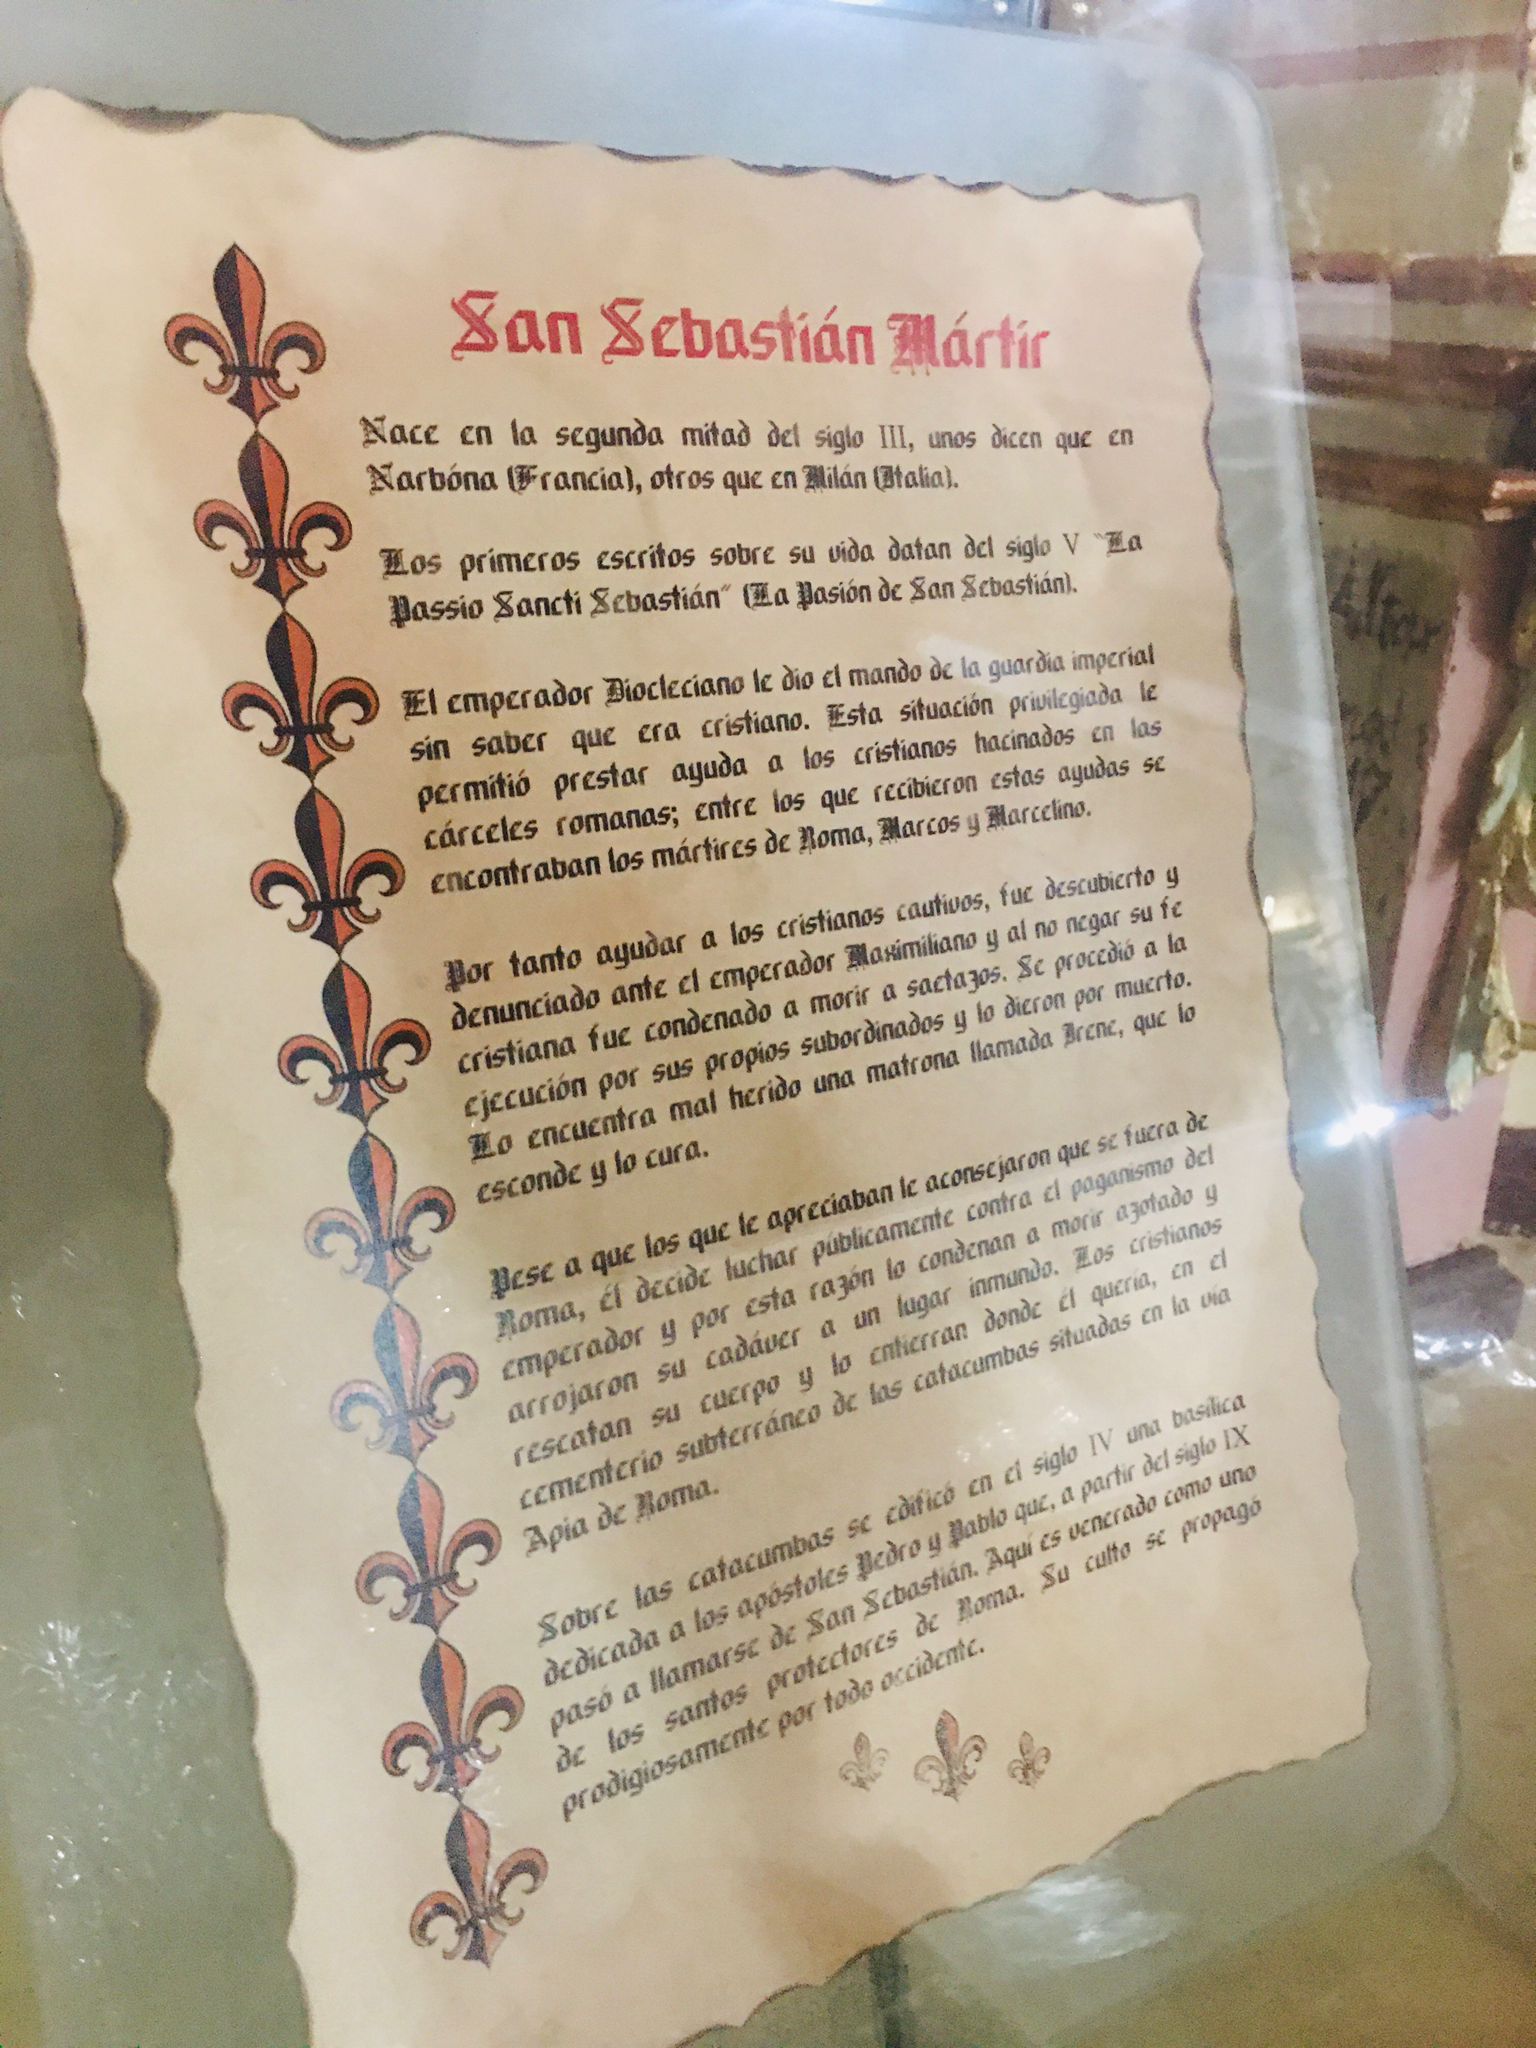 San Sebastián Mártir
Nace en la segunda mitad del siglo III, unos dicen que en
Narbóna (Francia), otros que en Milán (Italia).
Los primeros escritos sobre su vida datan del siglo V “La
Passio Sancti Sebastián” (La Pasión de San Sebastián).
El emperador Diocleciano le dio el mando de la guardia imperial
sin saber que era cristiano. Esta situación privilegiada le
permitió prestar ayuda a los cristianos hacinados en las
cárceles romanas; entre los que recibieron estas ayudas se
encontraban los mártires de Roma, Marcos y Marcelino.
Por tanto ayudar a los cristianos cautivos, fue descubierto y
denunciado ante el emperador Maximiliano y al no negar su fe
cristiana fue condenado a morir a saetazos. Se procedió a la
ejecución por sus propios subordinados y lo dieron por muerto.
Lo encuentra mal herido una matrona llamada Irene, que lo
esconde y lo cura.
Pese a que los que le apreciaban le aconsejaron que se fuera de
Roma, él decide luchar públicamente contra el paganismo del
emperador y por esta razón lo condenan a morir azotado y
arrojaron su cadáver a un lugar inmundo. Los cristianos
rescatan su cuerpo y lo entierran donde él quería, en el
cementerio subterráneo de las catacumbas situadas en la vía
Apia de Roma.
Sobre las catacumbas se edificó en el siglo IV una basílica
dedicada a los apóstoles Pedro y Pablo que, a partir del siglo IX
pasó a llamarse de San Sebastián. Aquí es venerado como uno
de los santos protectores de Roma. Su culto se propagó
prodigiosamente por todo occidente.